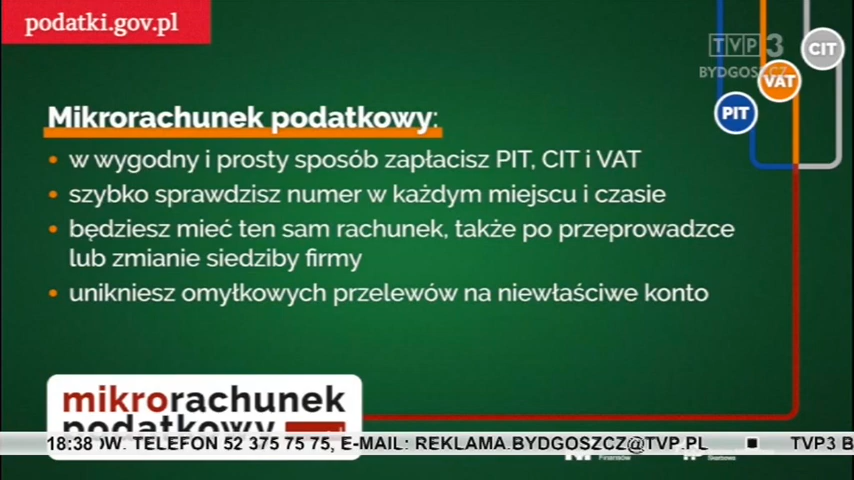 podatki.gov.pl
TVP3
BYDGOSZCZ
CIT
VAT
PIT
Mikrorachunek podatkowy:
• w wygodny i prosty sposób zapłacisz PIT, CIT i VAT
• szybko sprawdzisz numer w każdym miejscu i czasie
• będziesz mieć ten sam rachunek, także po przeprowadzce
lub zmianie siedziby firmy
• unikniesz omyłkowych przelewów na niewłaściwe konto
mikrorachunek
podatkowy
18:38 OW. TELEFON 52 375 75 75, E-MAIL: REKLAMA.BYDGOSZCZ@TVP.PL ■ TVP3 B